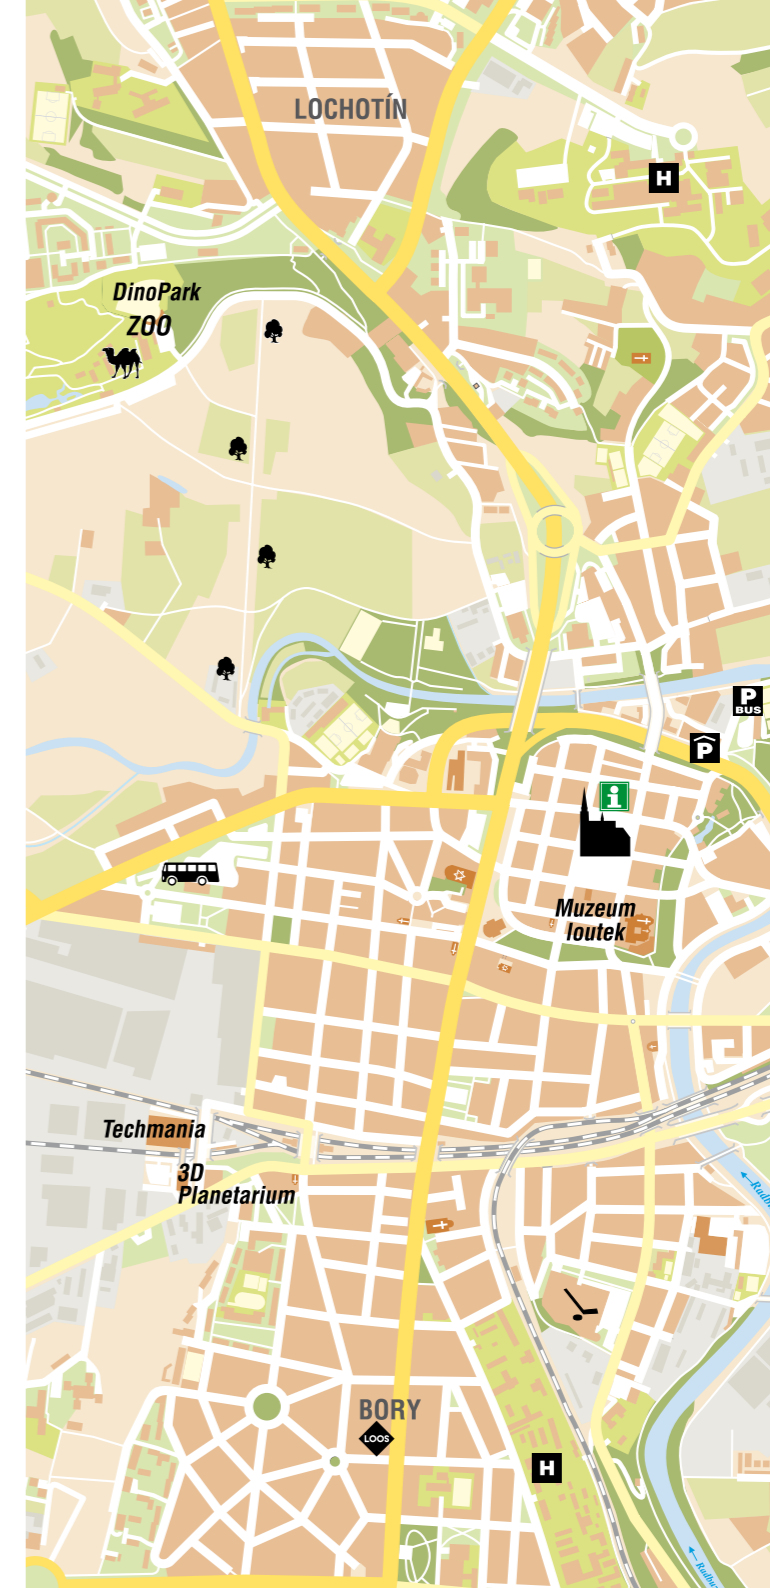 LOCHOTÍN
H
DinoPark
ZOO
P
BUS
P
i
Muzeum
loutek
Techmania
3D
Planetarium
BORY
LOOS
H